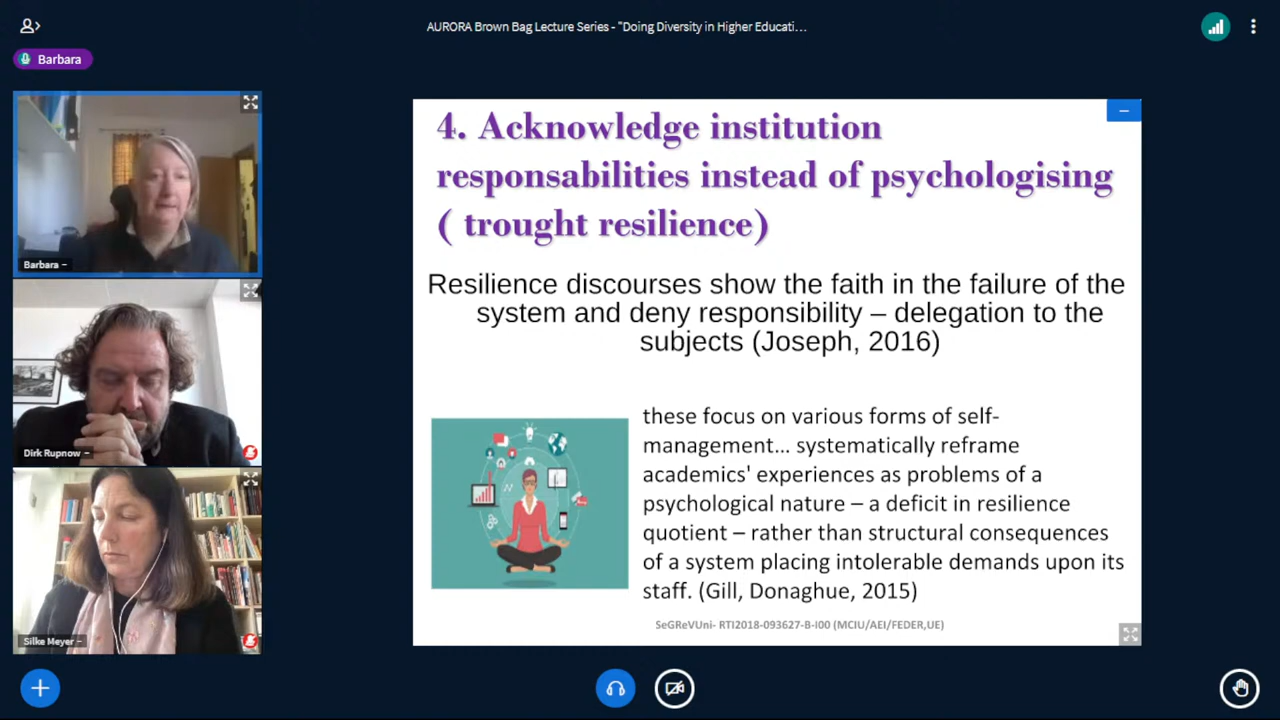 AURORA Brown Bag Lecture Series - "Doing Diversity in Higher Educati...
Barbara
Barbara –
Dirk Rupnow –
Silke Meyer –
4. Acknowledge institution
responsabilities instead of psychologising
( trought resilience)
Resilience discourses show the faith in the failure of the
system and deny responsibility – delegation to the
subjects (Joseph, 2016)
these focus on various forms of self-
management... systematically reframe
academics' experiences as problems of a
psychological nature – a deficit in resilience
quotient – rather than structural consequences
of a system placing intolerable demands upon its
staff. (Gill, Donaghue, 2015)
SeGReVUni- RTI2018-093627-B-I00 (MCIU/AEI/FEDER,UE)